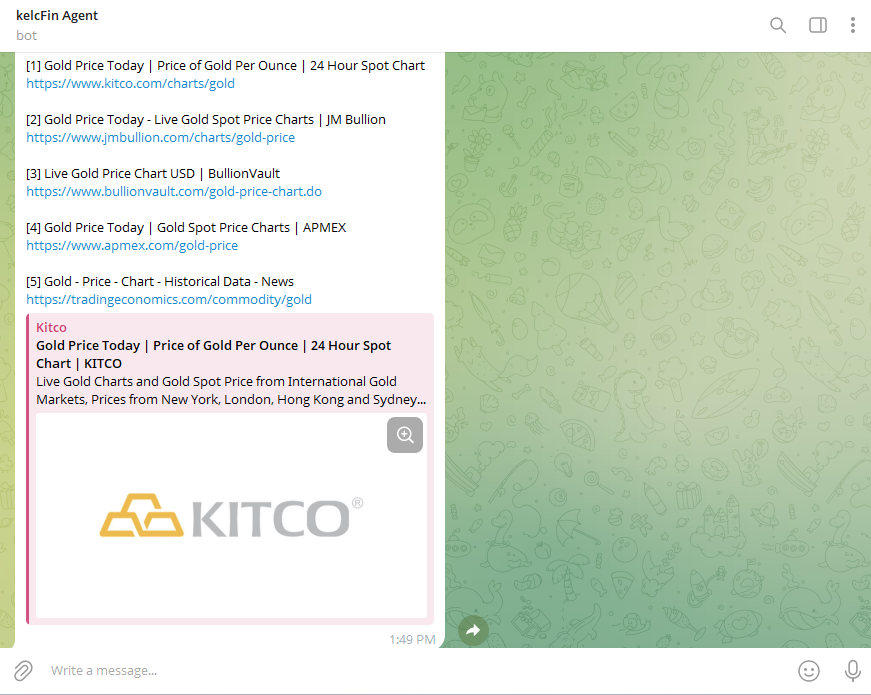 kelcFin Agent
bot
[1] Gold Price Today | Price of Gold Per Ounce | 24 Hour Spot Chart
https://www.kitco.com/charts/gold
[2] Gold Price Today - Live Gold Spot Price Charts | JM Bullion
https://www.jmbullion.com/charts/gold-price
[3] Live Gold Price Chart USD | BullionVault
https://www.bullionvault.com/gold-price-chart.do
[4] Gold Price Today | Gold Spot Price Charts | APMEX
https://www.apmex.com/gold-price
[5] Gold - Price - Chart - Historical Data - News
https://tradingeconomics.com/commodity/gold
Kitco
Gold Price Today | Price of Gold Per Ounce | 24 Hour Spot
Chart | KITCO
Live Gold Charts and Gold Spot Price from International Gold
Markets, Prices from New York, London, Hong Kong and Sydney...
KITCO®
1:49 PM
Write a message...